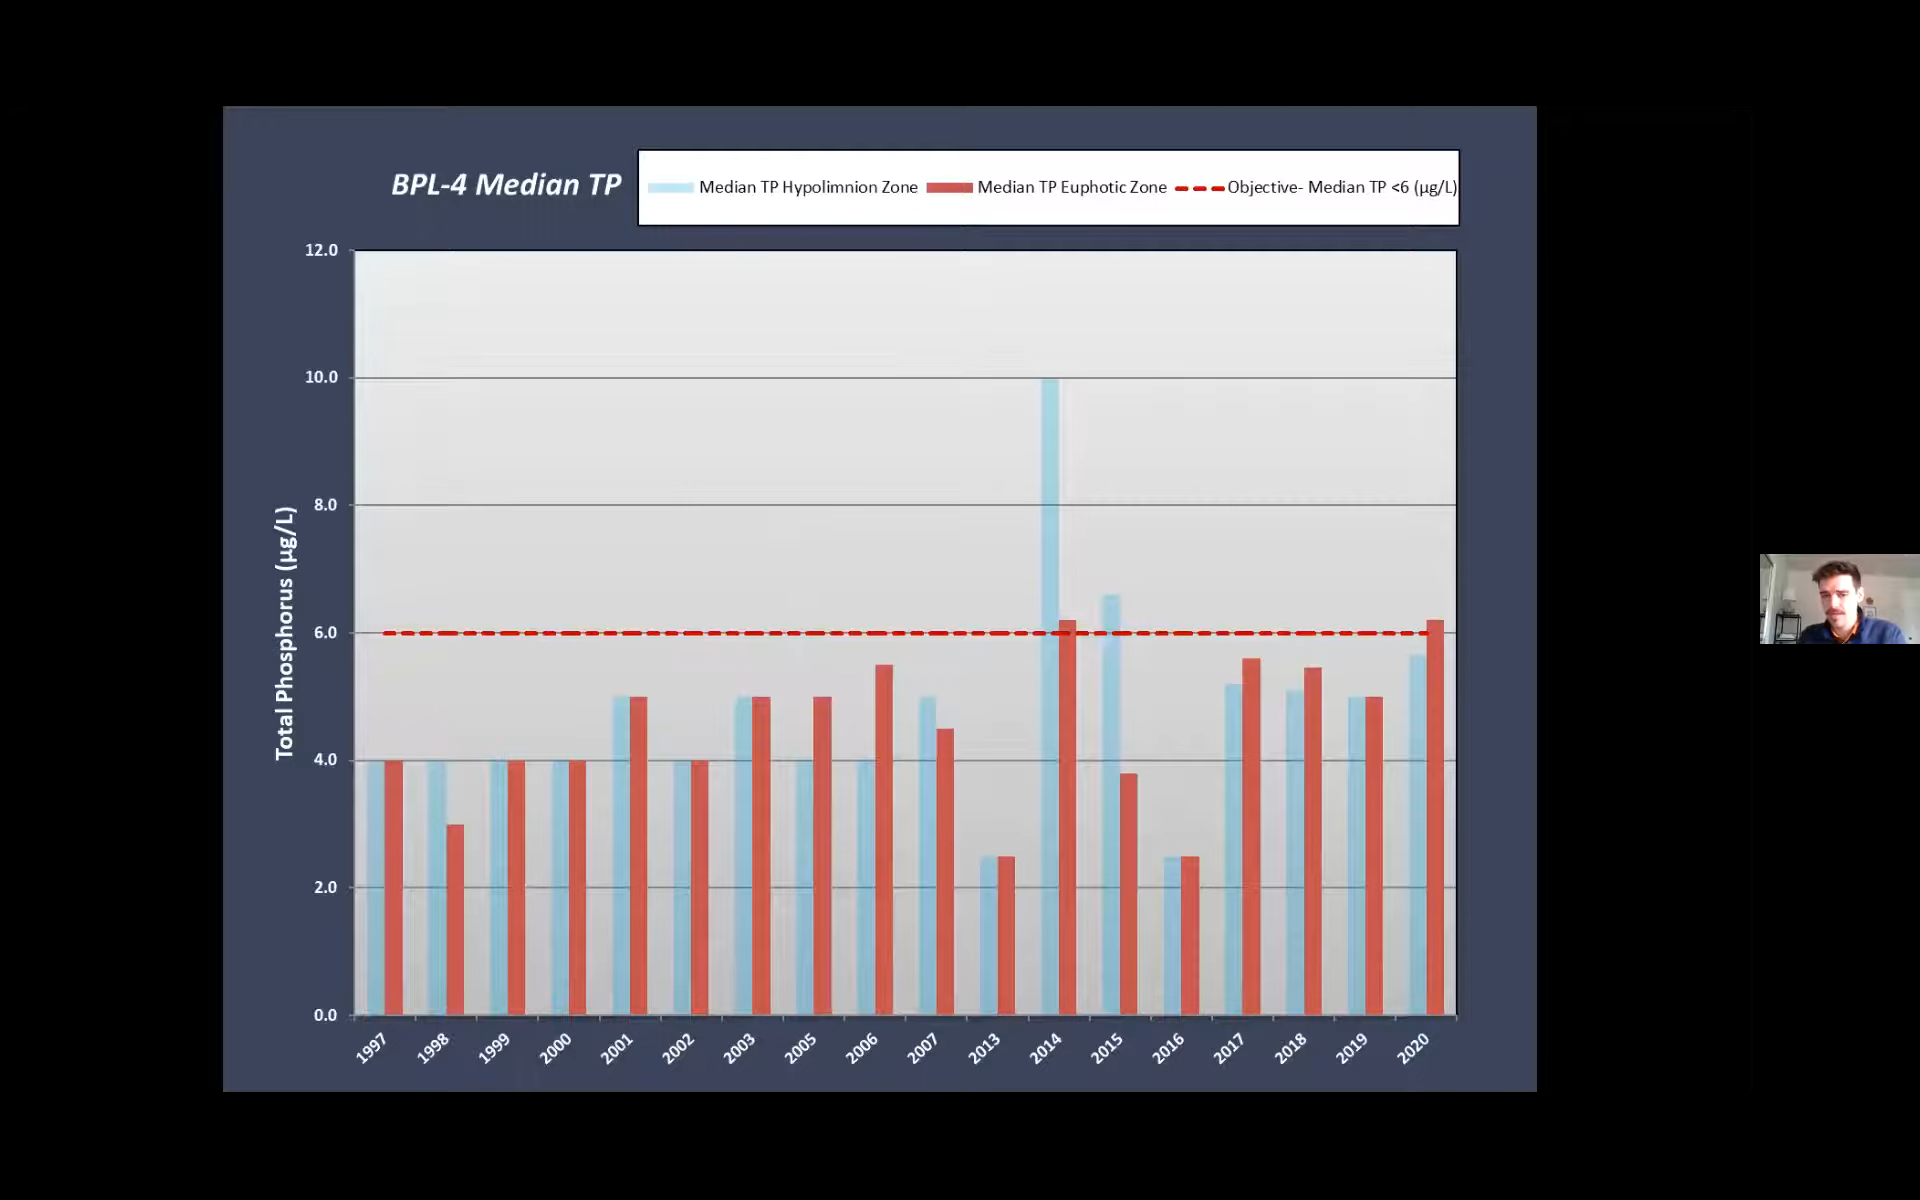 BPL-4 Median TP
Median TP Hypolimnion Zone Median TP Euphotic Zone Objective- Median TP <6 (µg/L)
Total Phosphorus (µg/L)
12.0
10.0
8.0
6.0
4.0
2.0
0.0
1997 1998 1999 2000 2001 2002 2003 2005 2006 2007 2013 2014 2015 2016 2017 2018 2019 2020